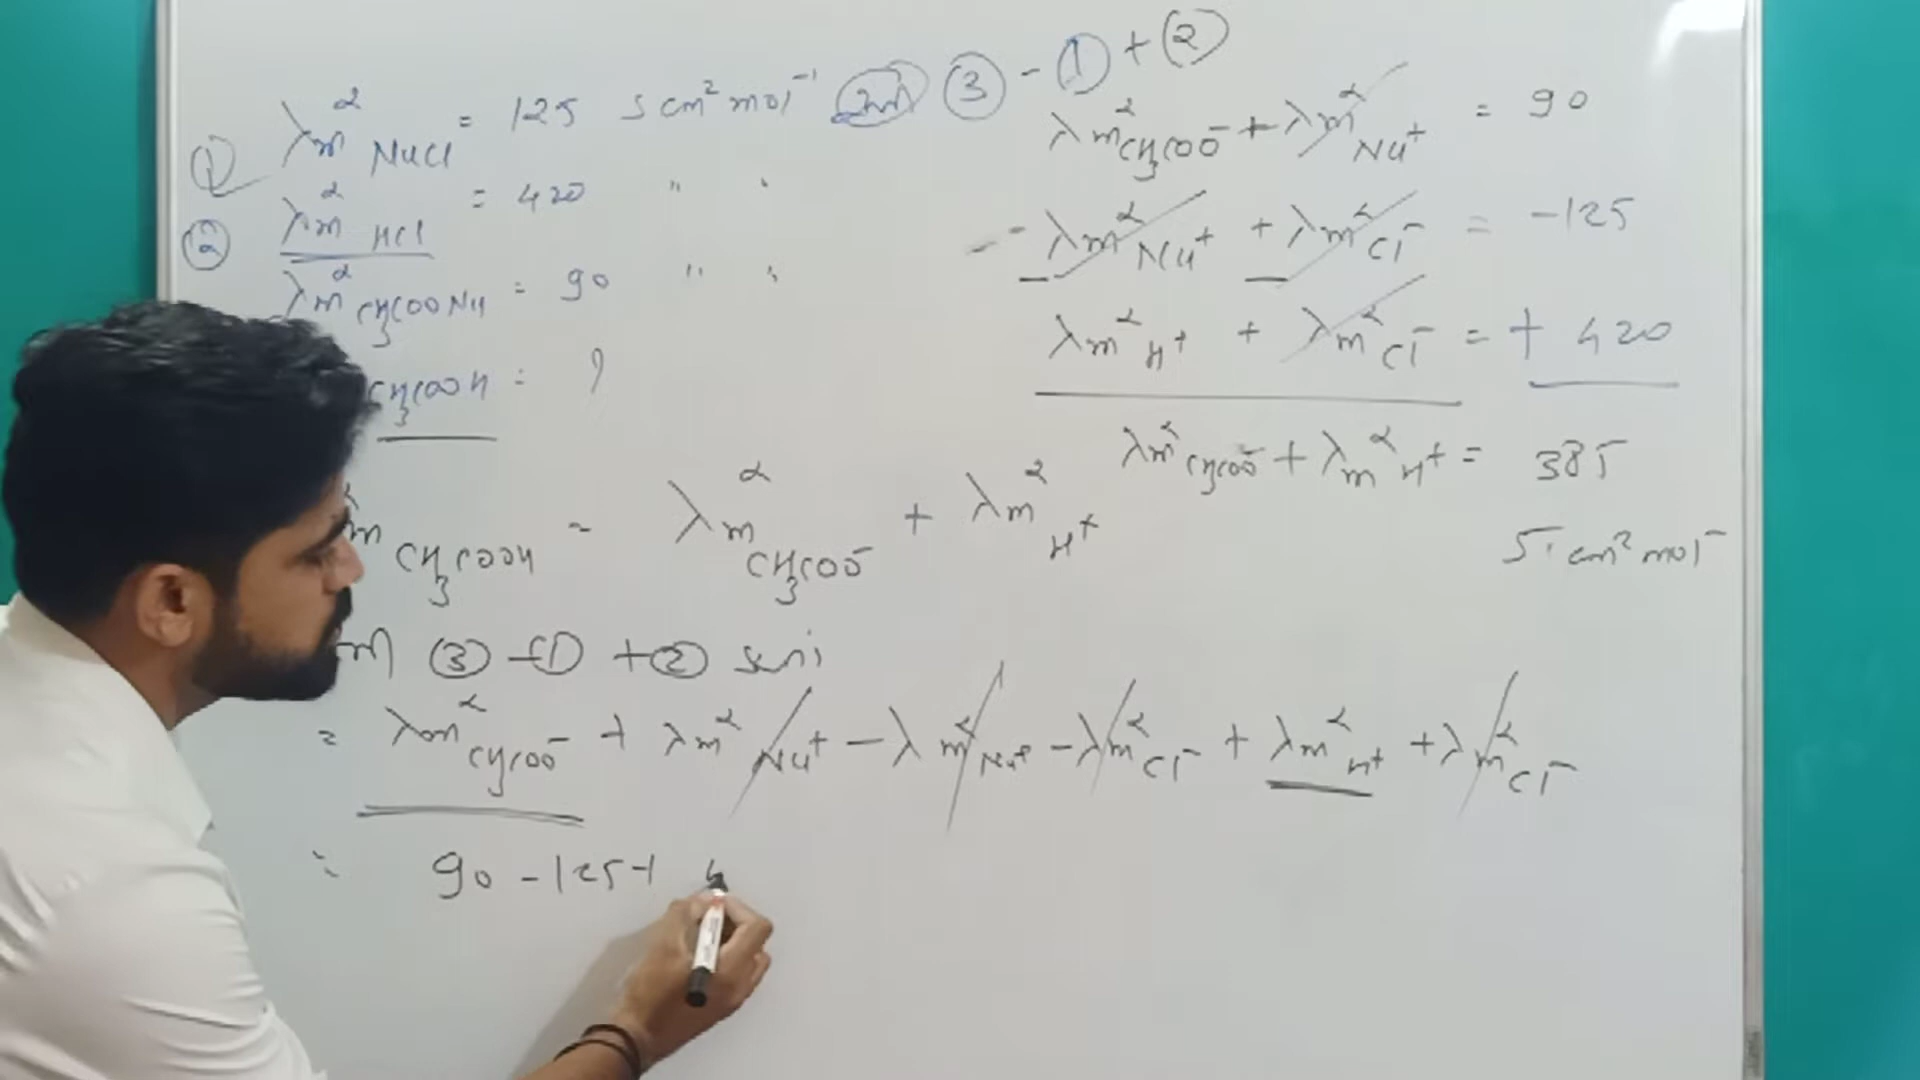 ① λm^α NaCl = 125 S cm² mol⁻¹
② λm^α HCl = 420 " "
λm^α CH₃COONa = 90 " "
CH₃COOH = ?
m CH₃COOH = λm^α CH₃COO⁻ + λm^α H⁺
③ - ① + ②
= λm^α CH₃COO⁻ + λm^α Na⁺ - λm^α Na⁺ - λm^α Cl⁻ + λm^α H⁺ + λm^α Cl⁻
= 90 - 125 + 4
③ - ① + ②
λm^α CH₃COO⁻ + λm^α Na⁺ = 90
- λm^α Na⁺ + λm^α Cl⁻ = -125
λm^α H⁺ + λm^α Cl⁻ = + 420
λm^α CH₃COO⁻ + λm^α H⁺ = 385
S cm² mol⁻